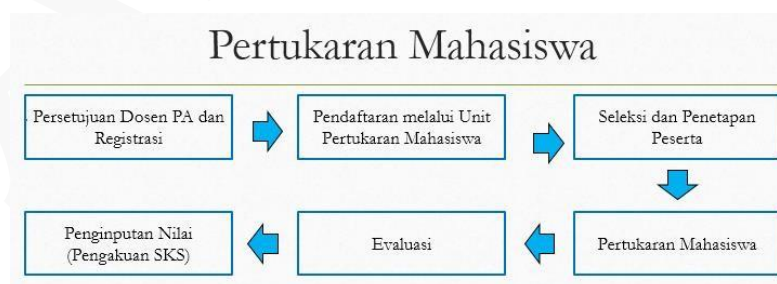 Pertukaran Mahasiswa
Persetujuan Dosen PA dan
Registrasi
Pendaftaran melalui Unit
Pertukaran Mahasiswa
Seleksi dan Penetapan
Peserta
Pertukaran Mahasiswa
Evaluasi
Penginputan Nilai
(Pengakuan SKS)